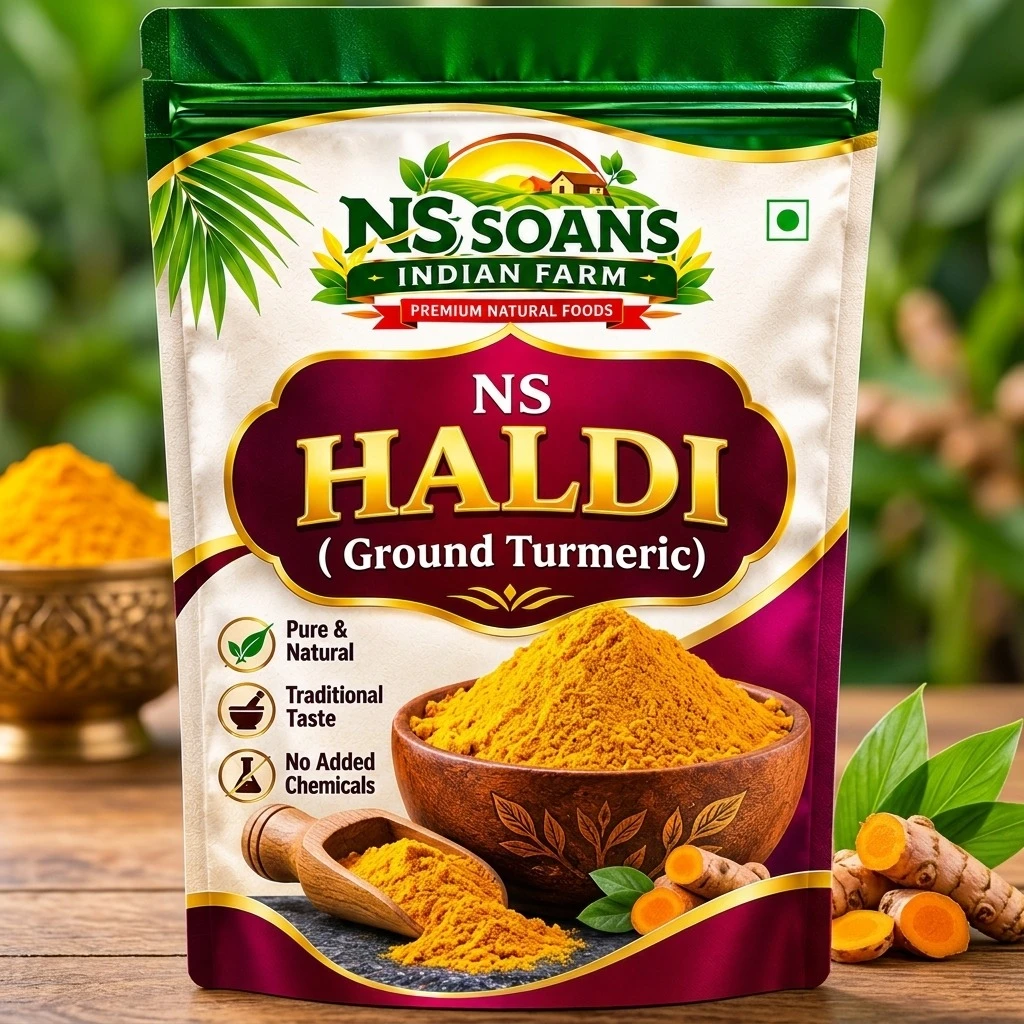 NS SOANS
INDIAN FARM
PREMIUM NATURAL FOODS
NS
HALDI
( Ground Turmeric)
Pure &
Natural
Traditional
Taste
No Added
Chemicals